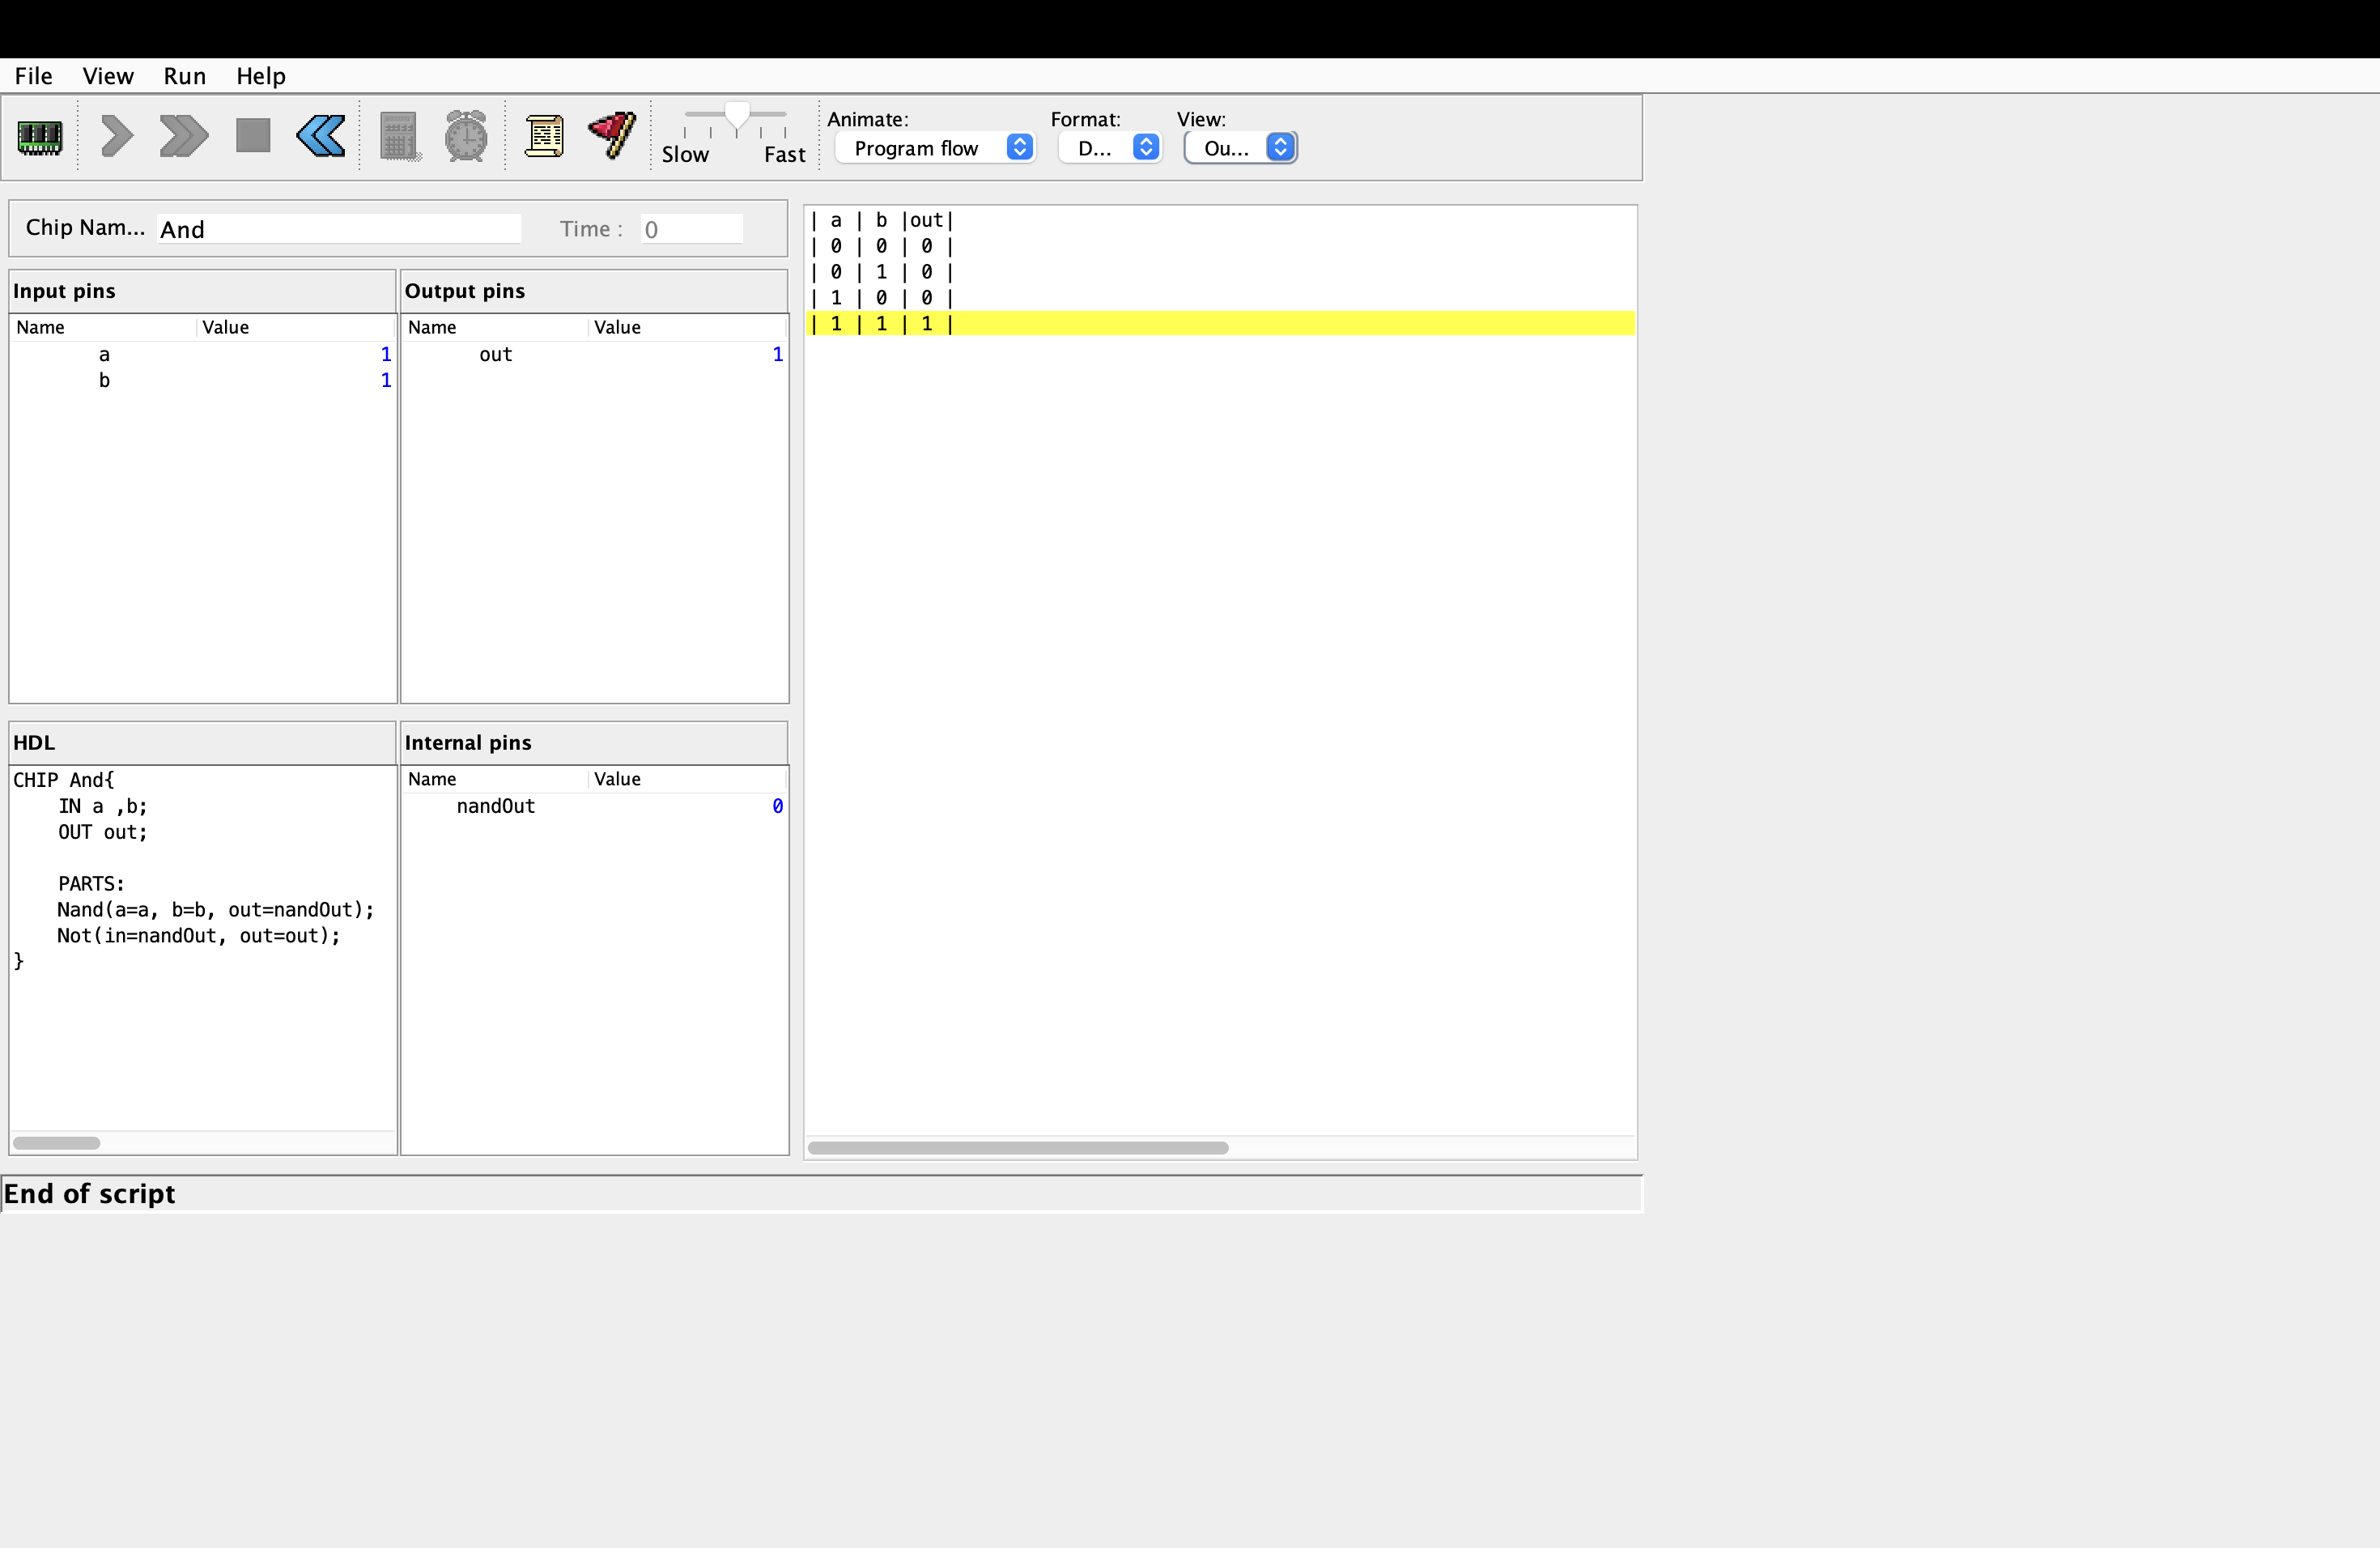 File View Run Help
Animate: Format: View:
Slow Fast Program flow D... Ou...
Chip Nam... And Time : 0
Input pins Output pins
Name Value Name Value
a 1 out 1
b 1
HDL Internal pins
CHIP And{ Name Value
IN a ,b; nandOut 0
OUT out;
PARTS:
Nand(a=a, b=b, out=nandOut);
Not(in=nandOut, out=out);
}
| a | b |out|
| 0 | 0 | 0 |
| 0 | 1 | 0 |
| 1 | 0 | 0 |
| 1 | 1 | 1 |
End of script